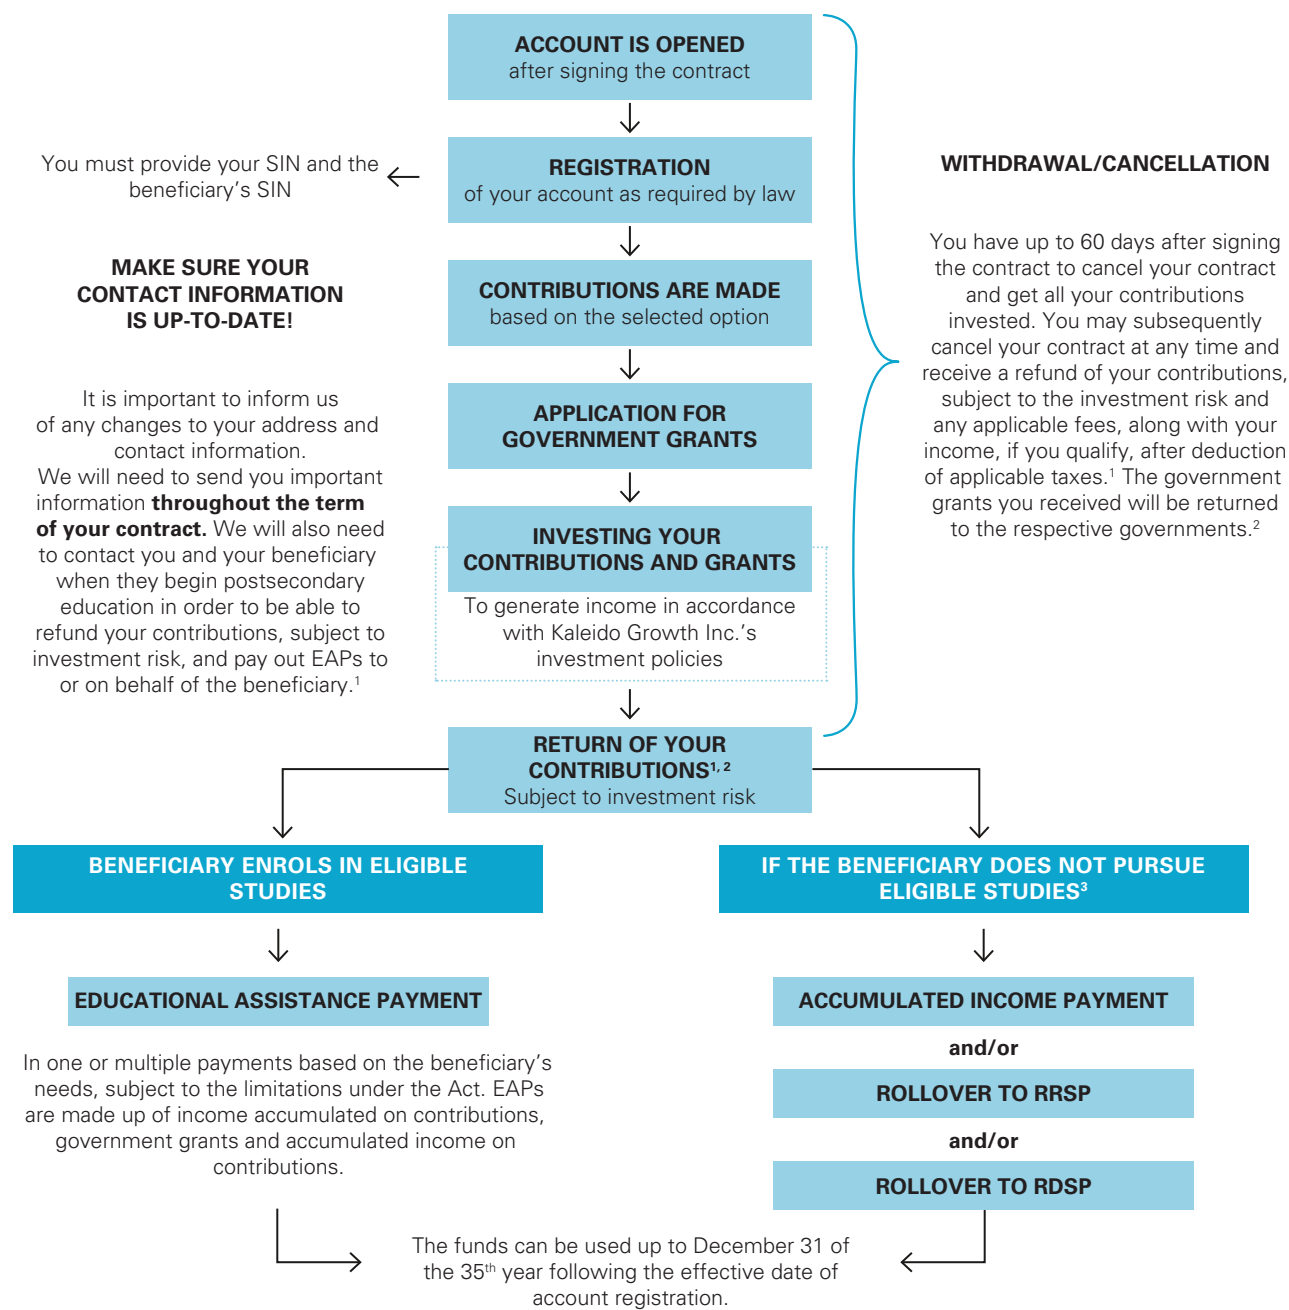 ACCOUNT IS OPENED
after signing the contract
REGISTRATION
of your account as required by law
You must provide your SIN and the
beneficiary's SIN
CONTRIBUTIONS ARE MADE
based on the selected option
APPLICATION FOR
GOVERNMENT GRANTS
INVESTING YOUR
CONTRIBUTIONS AND GRANTS
To generate income in accordance
with Kaleido Growth Inc.'s
investment policies
MAKE SURE YOUR
CONTACT INFORMATION
IS UP-TO-DATE!
It is important to inform us
of any changes to your address and
contact information.
We will need to send you important
information throughout the term
of your contract. We will also need
to contact you and your beneficiary
when they begin postsecondary
education in order to be able to
refund your contributions, subject to
investment risk, and pay out EAPs to
or on behalf of the beneficiary.1
WITHDRAWAL/CANCELLATION
You have up to 60 days after signing
the contract to cancel your contract
and get all your contributions
invested. You may subsequently
cancel your contract at any time and
receive a refund of your contributions,
subject to the investment risk and
any applicable fees, along with your
income, if you qualify, after deduction
of applicable taxes.1 The government
grants you received will be returned
to the respective governments.2
RETURN OF YOUR
CONTRIBUTIONS1, 2
Subject to investment risk
BENEFICIARY ENROLS IN ELIGIBLE
STUDIES
EDUCATIONAL ASSISTANCE PAYMENT
In one or multiple payments based on the beneficiary's
needs, subject to the limitations under the Act. EAPs
are made up of income accumulated on contributions,
government grants and accumulated income on
contributions.
IF THE BENEFICIARY DOES NOT PURSUE
ELIGIBLE STUDIES3
ACCUMULATED INCOME PAYMENT
and/or
ROLLOVER TO RRSP
and/or
ROLLOVER TO RDSP
The funds can be used up to December 31 of
the 35th year following the effective date of
account registration.